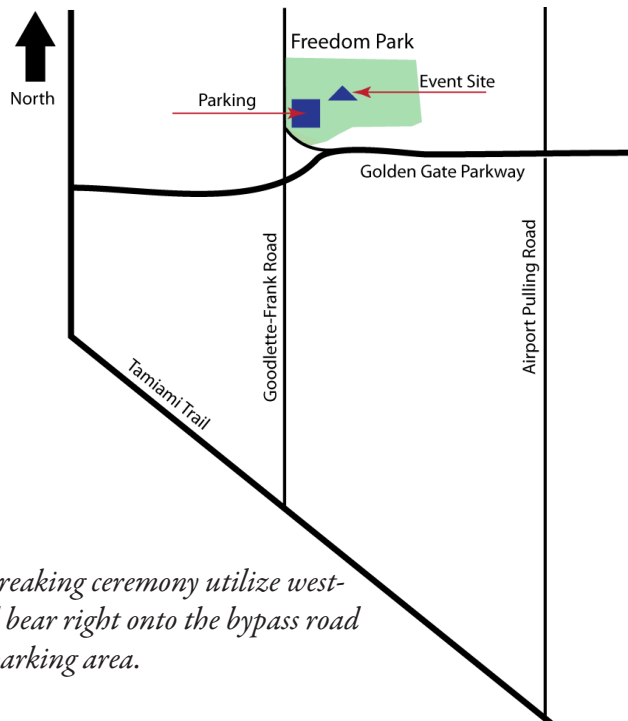 Freedom Park
Event Site
North
Parking
Golden Gate Parkway
Goodlette-Frank Road
Airport Pulling Road
Tamiami Trail
reaking ceremony utilize west-
bear right onto the bypass road
arking area.